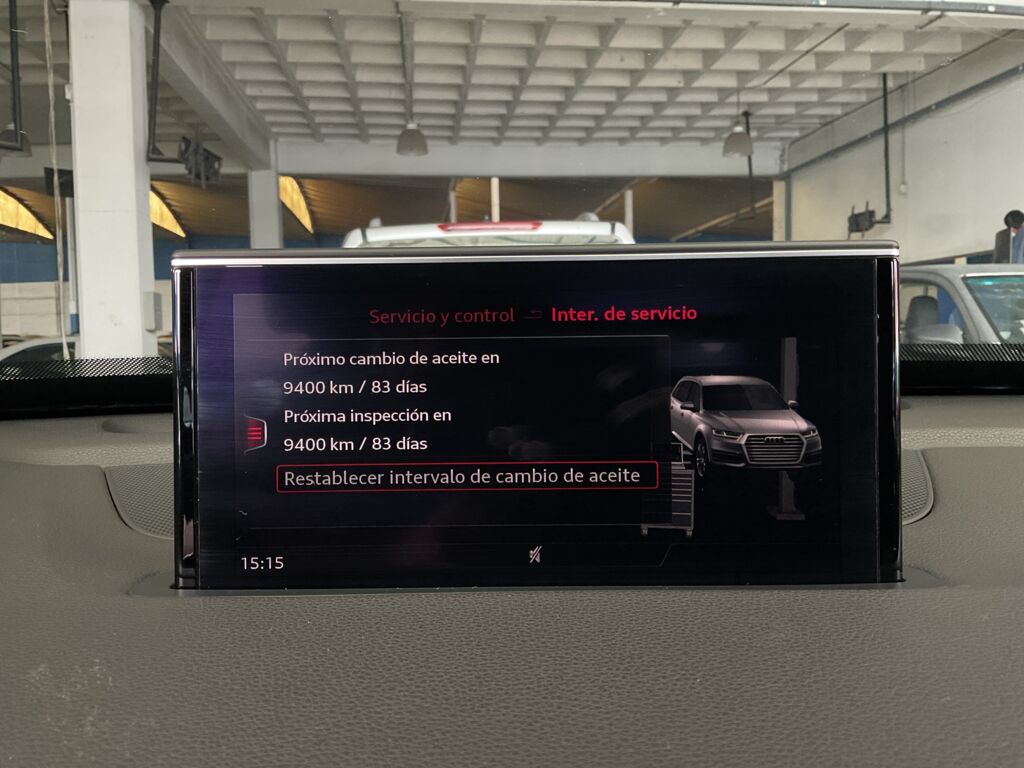 Servicio y control Inter. de servicio
Próximo cambio de aceite en
9400 km / 83 días
Próxima inspección en
9400 km / 83 días
Restablecer intervalo de cambio de aceite
15:15